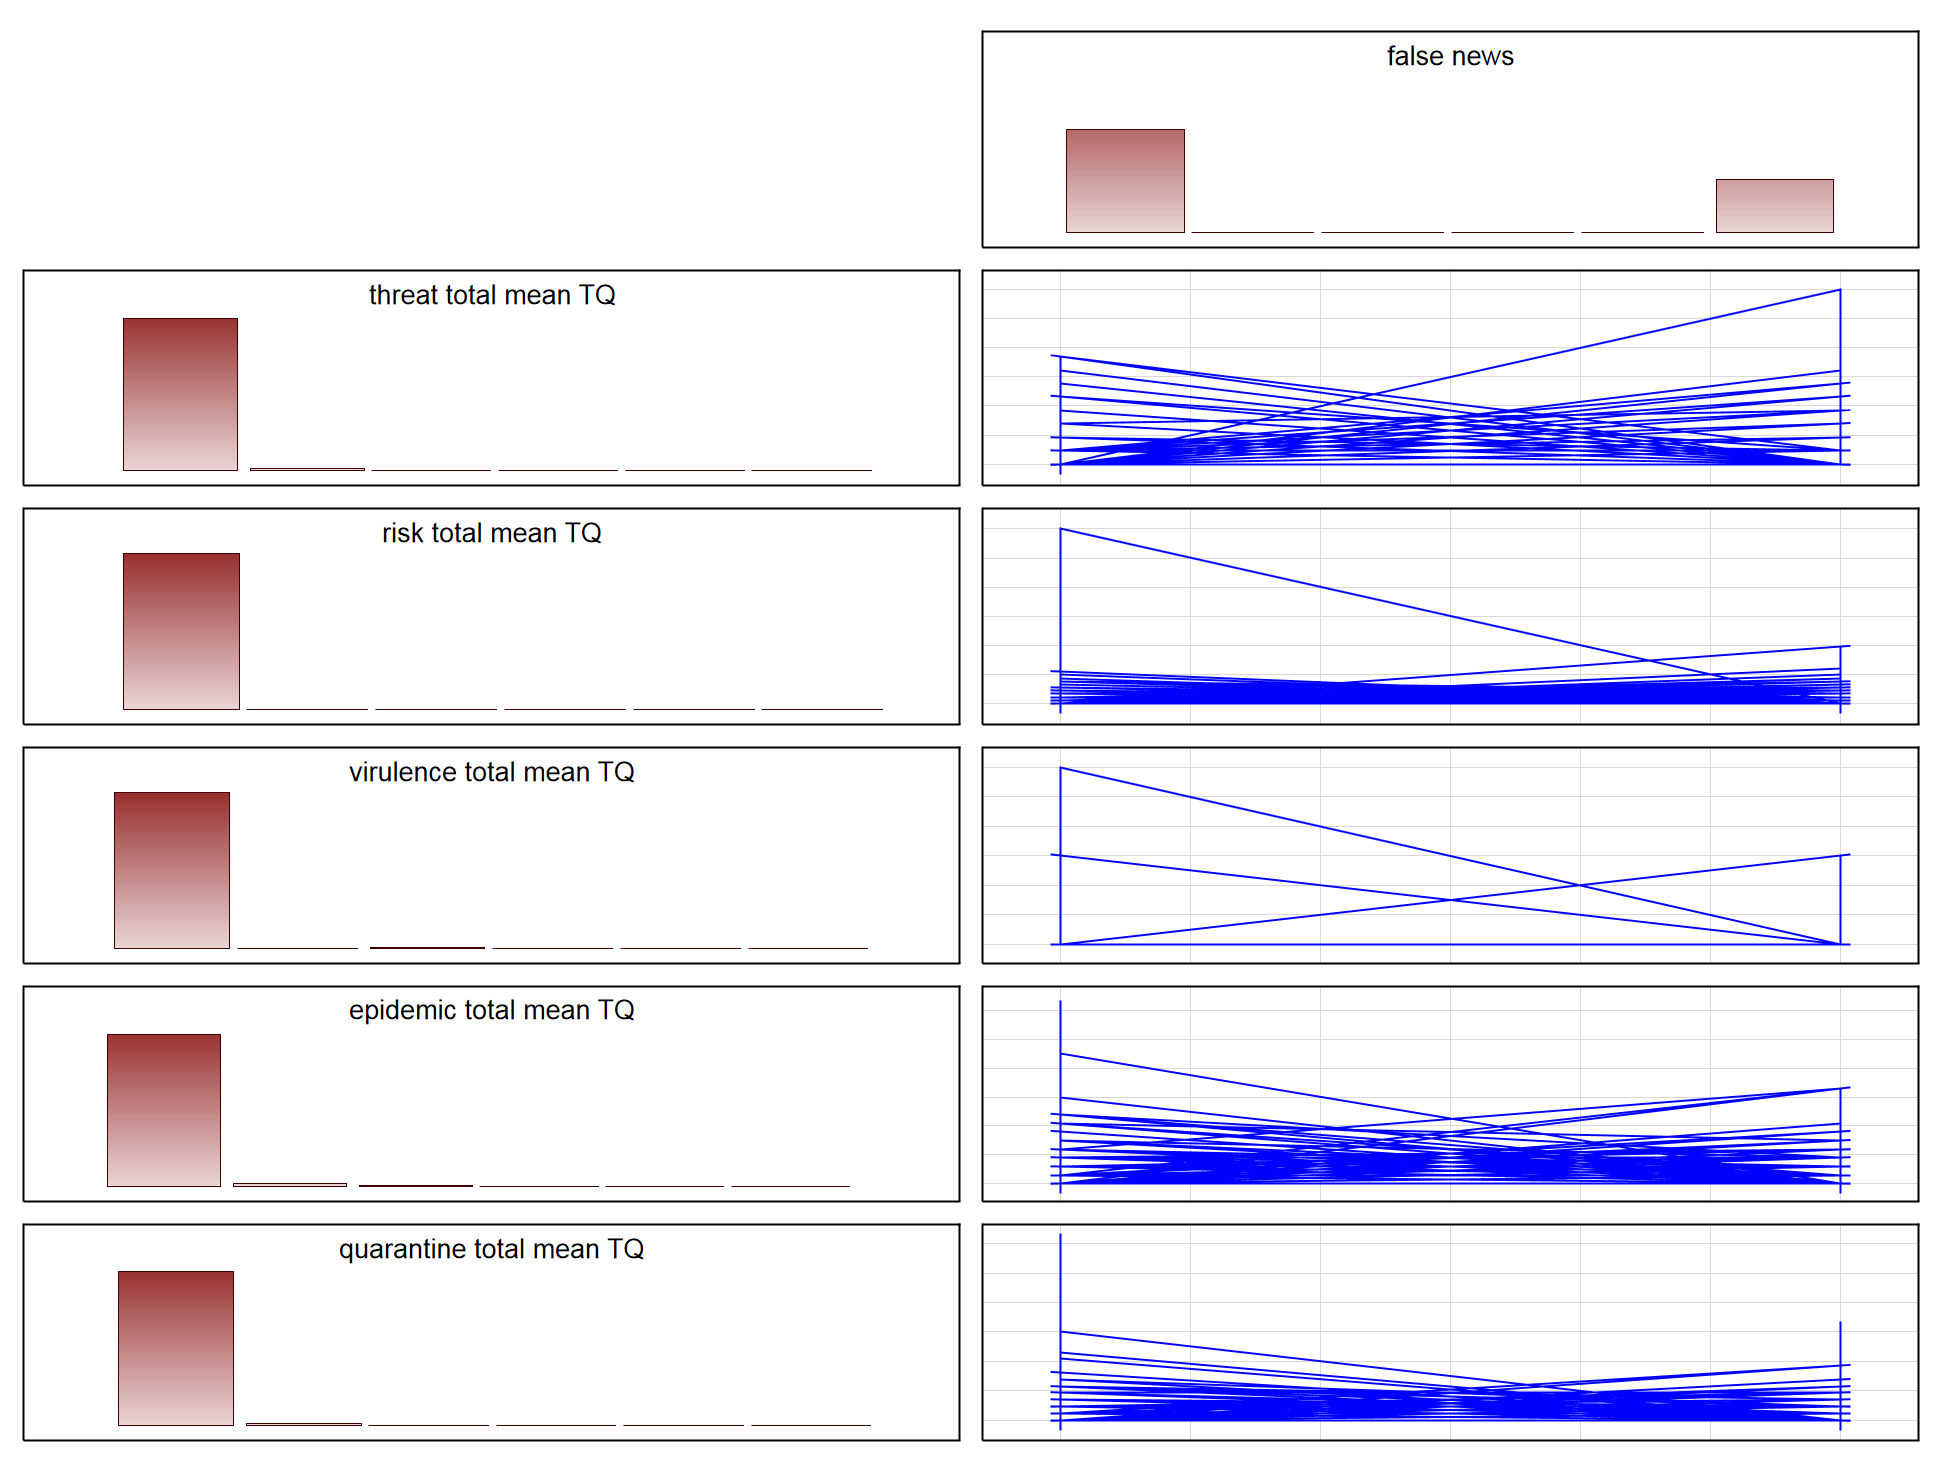 false news
threat total mean TQ
risk total mean TQ
virulence total mean TQ
epidemic total mean TQ
quarantine total mean TQ